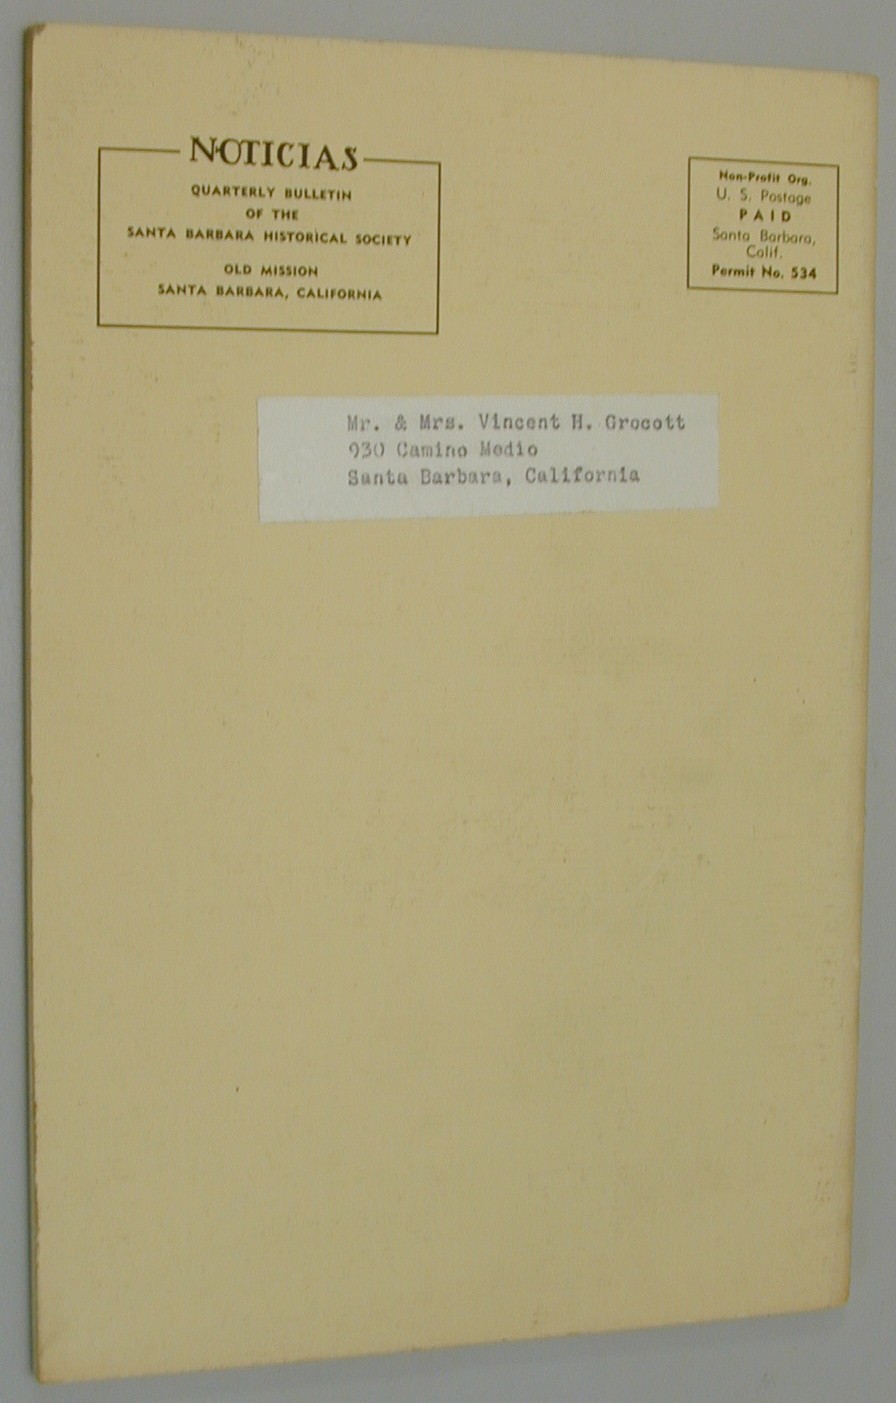 NOTICIAS
QUARTERLY BULLETIN
OF THE
SANTA BARBARA HISTORICAL SOCIETY
OLD MISSION
SANTA BARBARA, CALIFORNIA
Non-Profit Org.
U. S. Postage
PAID
Santa Barbara,
Calif.
Permit No. 534
Mr. & Mrs. Vincent H. Grocott
930 Camino Medio
Santa Barbara, California